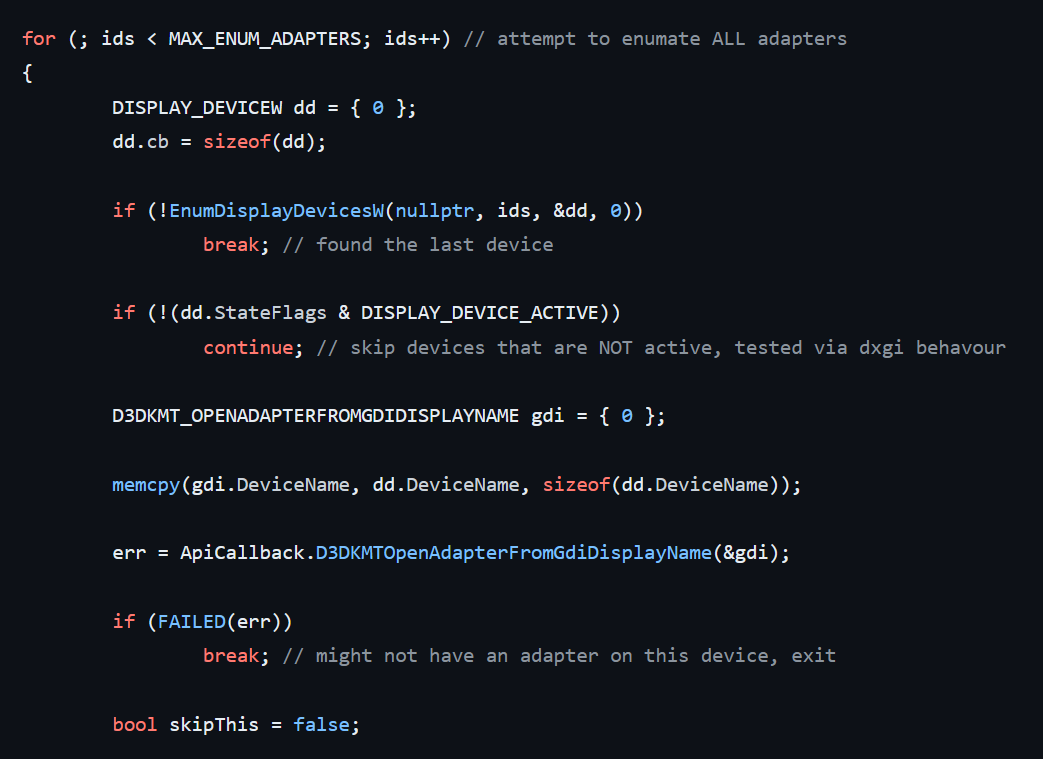 for (; ids < MAX_ENUM_ADAPTERS; ids++) // attempt to enumate ALL adapters
{
DISPLAY_DEVICEW dd = { 0 };
dd.cb = sizeof(dd);
if (!EnumDisplayDevicesW(nullptr, ids, &dd, 0))
break; // found the last device
if (!(dd.StateFlags & DISPLAY_DEVICE_ACTIVE))
continue; // skip devices that are NOT active, tested via dxgi behavour
D3DKMT_OPENADAPTERFROMGDIDISPLAYNAME gdi = { 0 };
memcpy(gdi.DeviceName, dd.DeviceName, sizeof(dd.DeviceName));
err = ApiCallback.D3DKMTOpenAdapterFromGdiDisplayName(&gdi);
if (FAILED(err))
break; // might not have an adapter on this device, exit
bool skipThis = false;